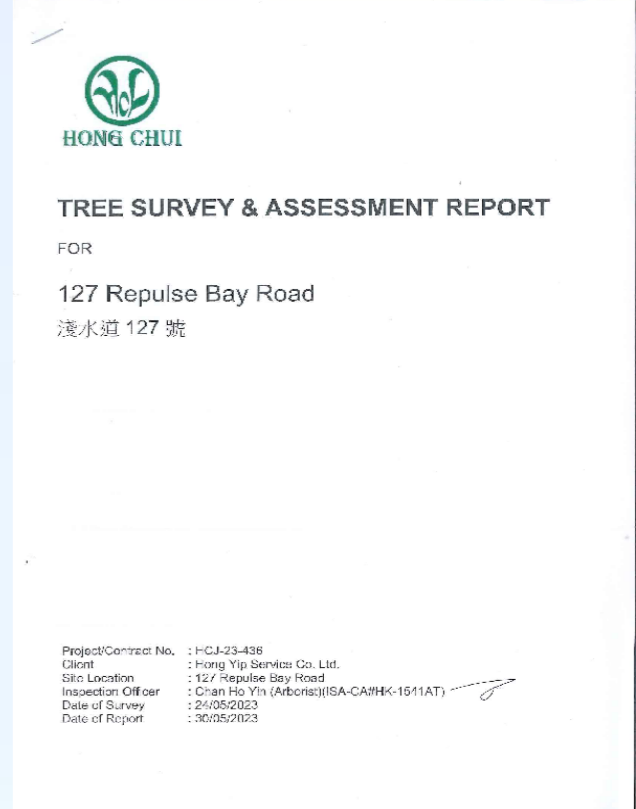 HONG CHUI
TREE SURVEY & ASSESSMENT REPORT
FOR
127 Repulse Bay Road
淺水道 127 號
Project/Contract No. : HCJ-23-436
Client : Hong Yip Service Co. Ltd.
Site Location : 127 Repulse Bay Road
Inspection Officer : Chan Ho Yin (Arborist)(ISA-CA#HK-1541AT)
Date of Survey : 24/05/2023
Date of Report : 30/05/2023